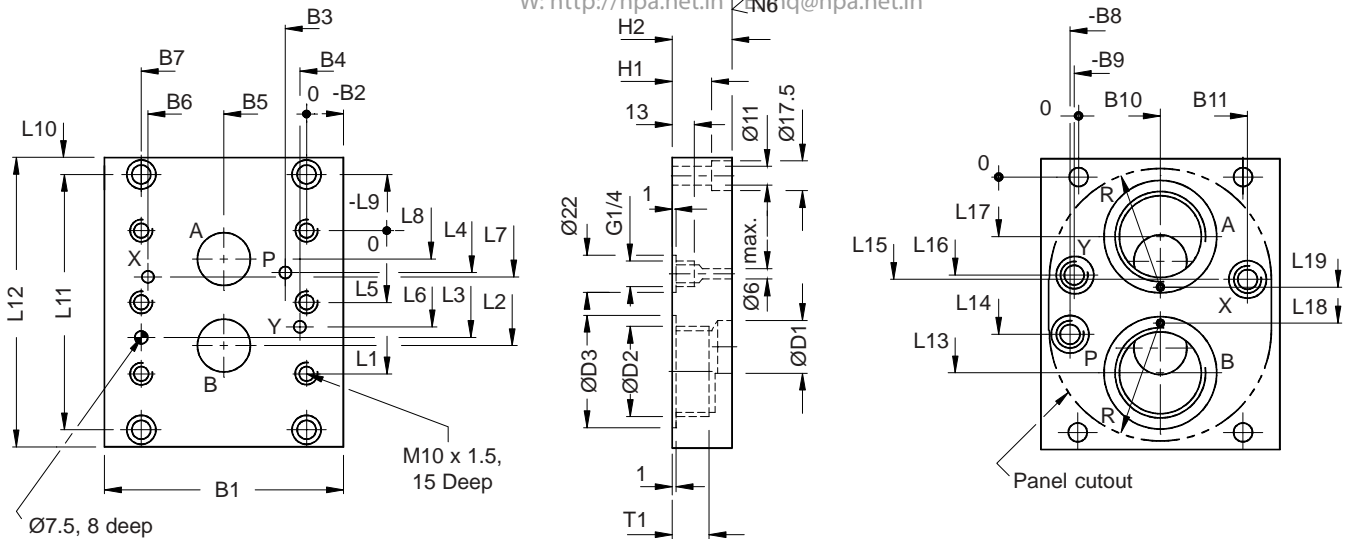 W: http://hpa.net.in
nq@hpa.net.in
N6
B3
H2
-B8
B7
B4
H1
-B9
0
-B2
B6
B5
13
Ø11
Ø17.5
0
B10
B11
L10
0
1
G1/4
Ø22
-L9
L8
L4
L7
A
X
P
0
L5
L6
L3
L2
Y
L12
L11
B
L1
Ø6 max.
ØD3
ØD2
ØD1
L17
R
A
L15
L16
Y
L19
L14
X
L18
P
L13
B
R
M10 x 1.5,
15 Deep
B1
1
T1
Ø7.5, 8 deep
Panel cutout